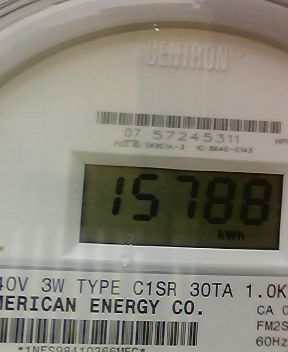 CENTRON®
07 57245311
15788
kWh
40V 3W TYPE C1SR 30TA 1.0K
MERICAN ENERGY CO. CA
FM2S
60Hz